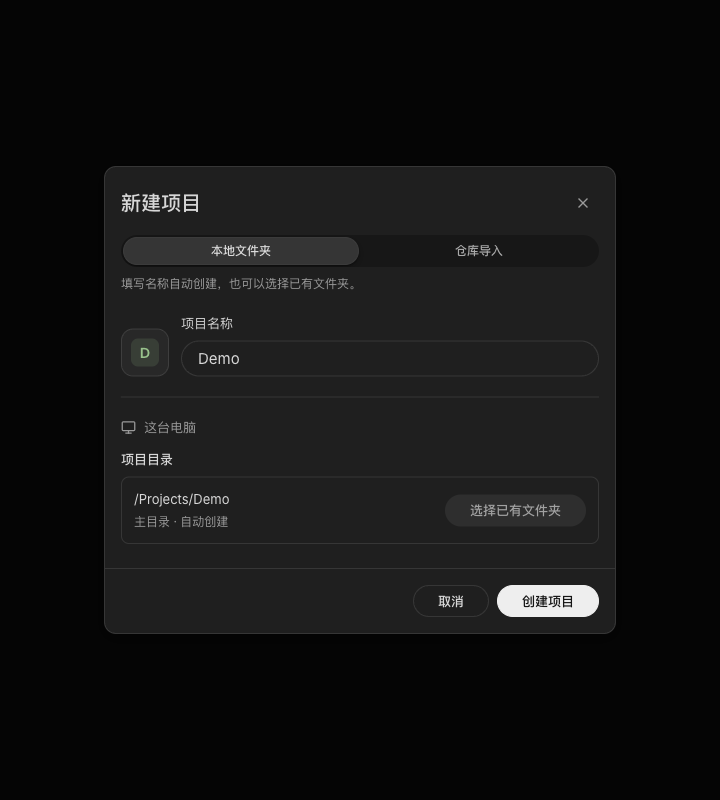 新建项目
本地文件夹
仓库导入
填写名称自动创建，也可以选择已有文件夹。
项目名称
D
Demo
这台电脑
项目目录
/Projects/Demo
主目录 · 自动创建
选择已有文件夹
取消
创建项目